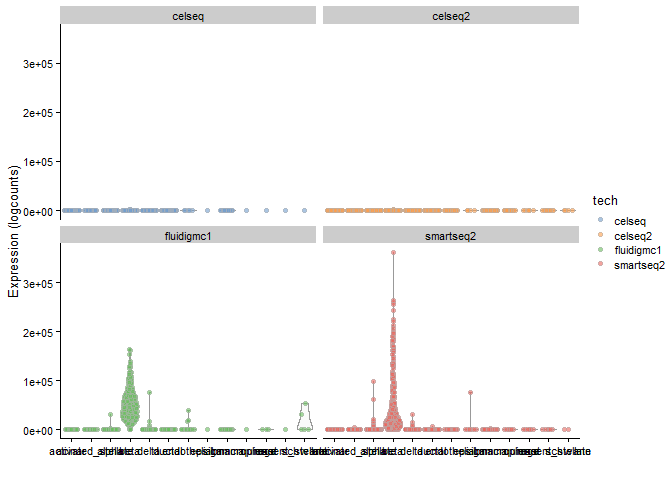 celseq
celseq2
3e+05
2e+05
1e+05
0e+00
fluidigmc1
smartseq2
3e+05
2e+05
1e+05
0e+00
Expression (logcounts)
tech
celseq
celseq2
fluidigmc1
smartseq2